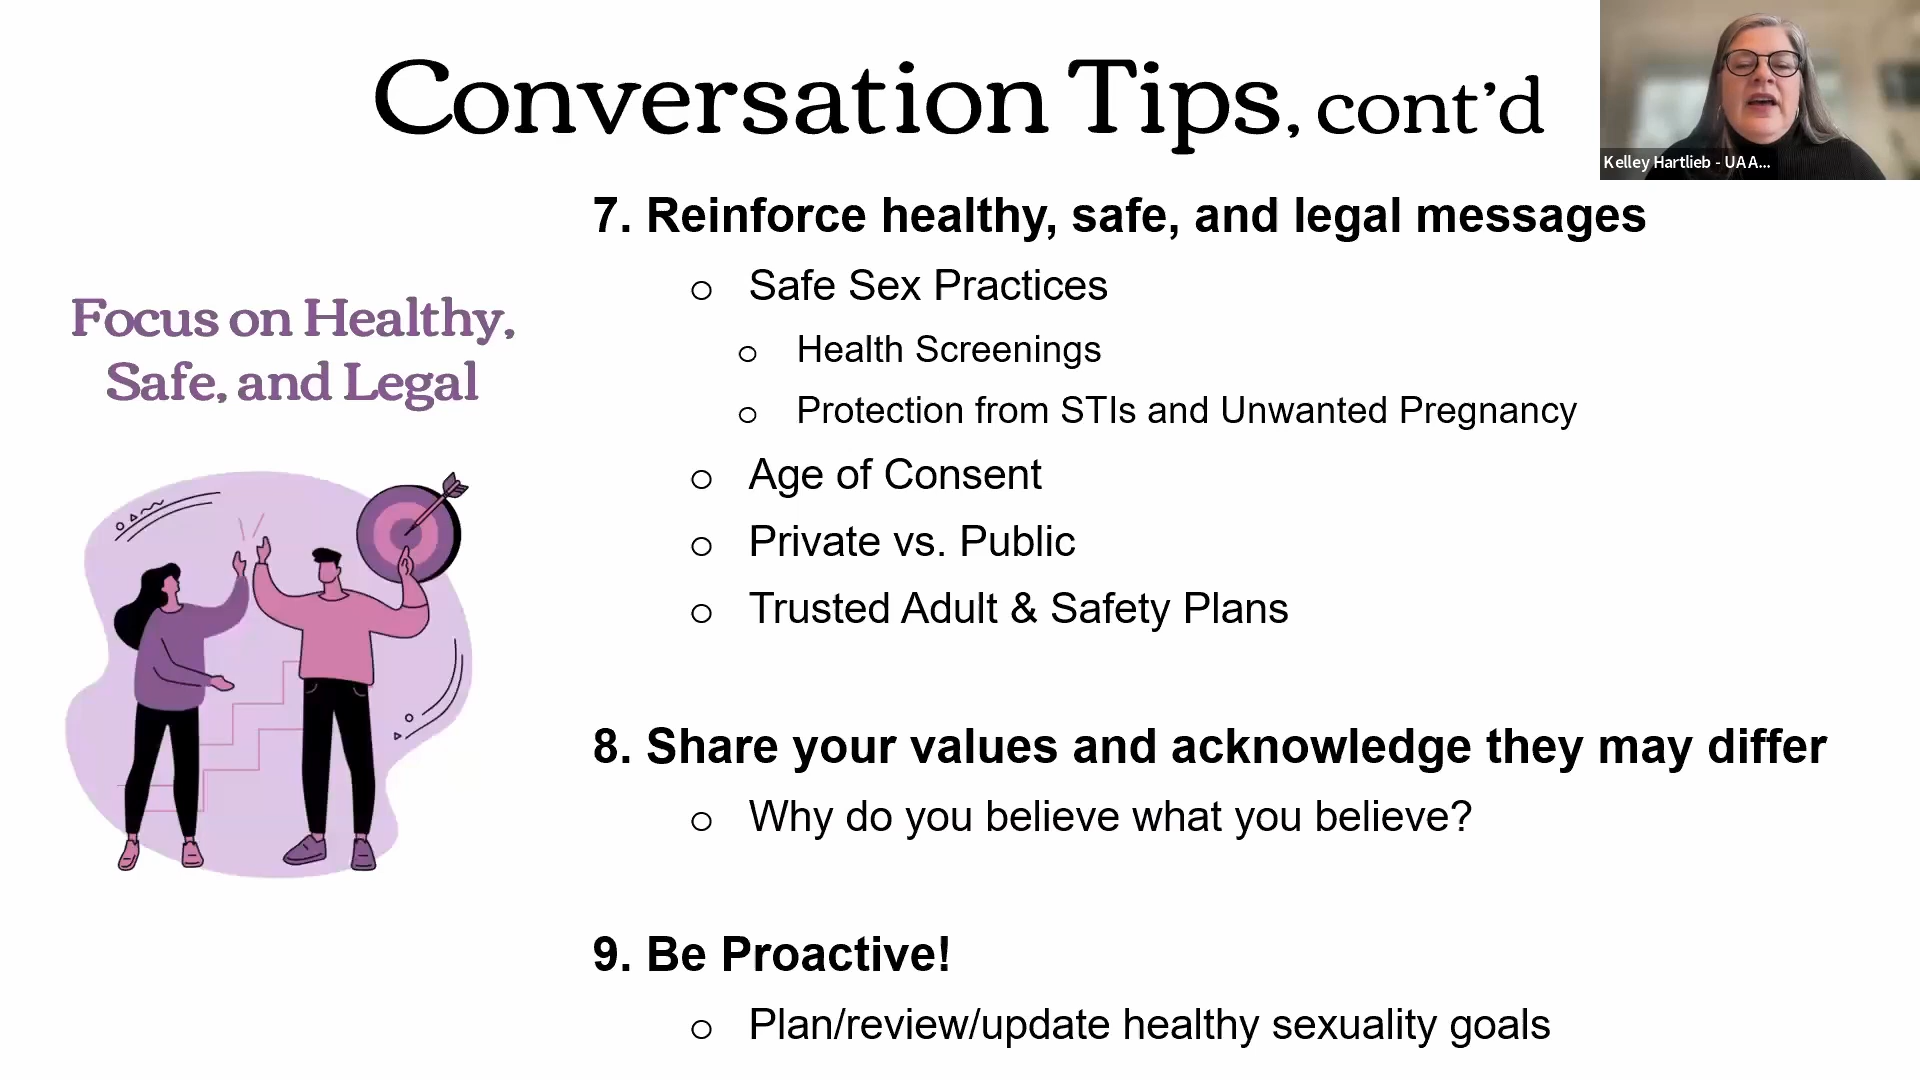 Conversation Tips, cont'd
Kelley Hartlieb - UAA...
Focus on Healthy,
Safe, and Legal
7. Reinforce healthy, safe, and legal messages
o Safe Sex Practices
o Health Screenings
o Protection from STIs and Unwanted Pregnancy
o Age of Consent
o Private vs. Public
o Trusted Adult & Safety Plans
8. Share your values and acknowledge they may differ
o Why do you believe what you believe?
9. Be Proactive!
o Plan/review/update healthy sexuality goals